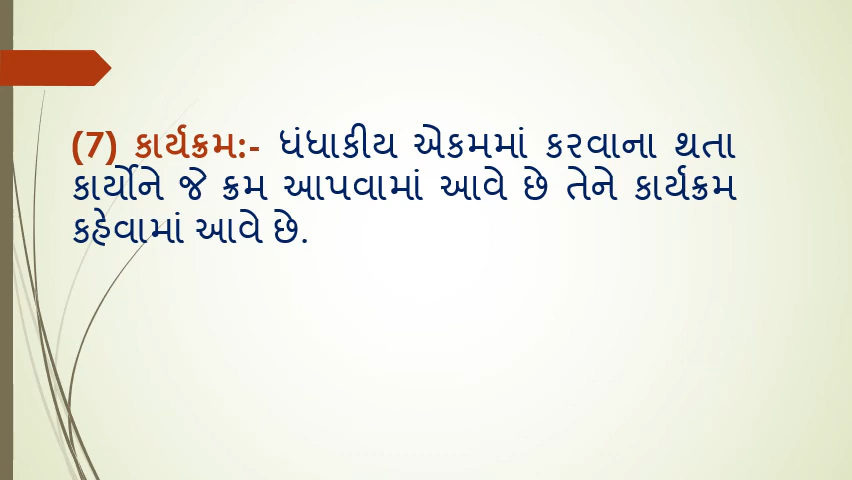 (7) કાર્યક્રમ:- ધંધાકીય એકમમાં કરવાના થતા
કાર્યોને જે ક્રમ આપવામાં આવે છે તેને કાર્યક્રમ
કહેવામાં આવે છે.